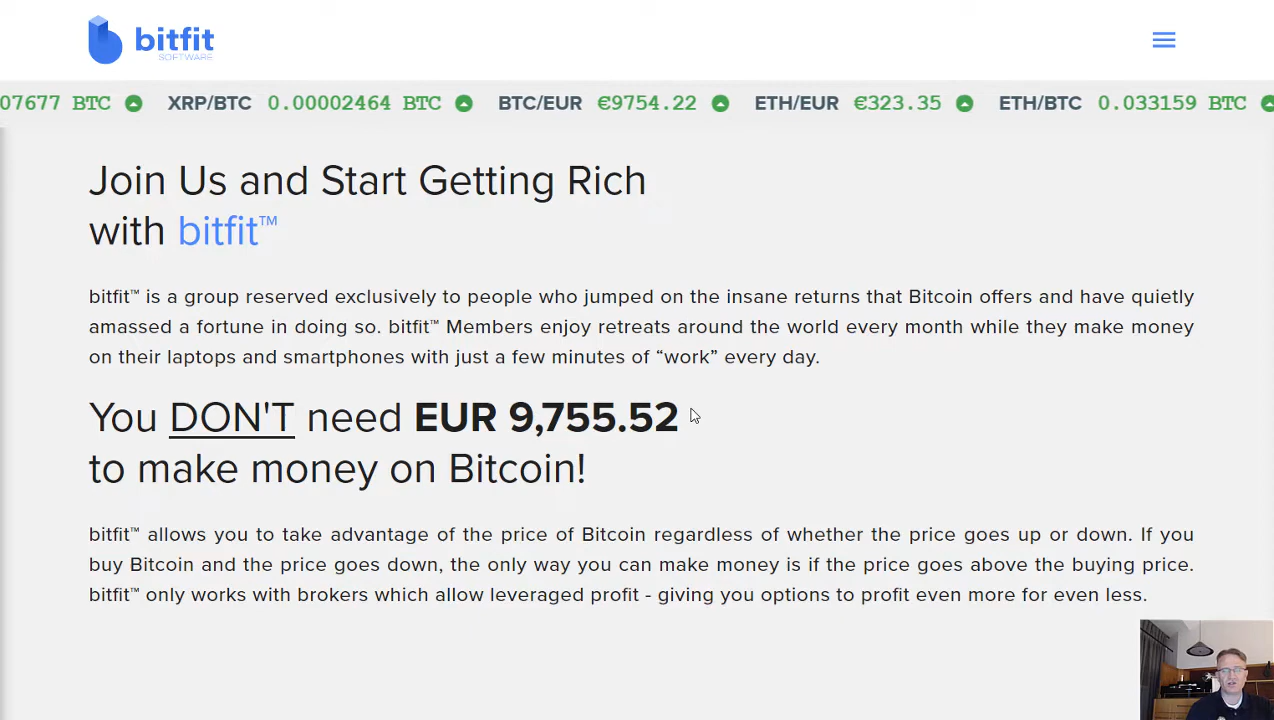 bitfit
SOFTWARE
07677 BTC XRP/BTC 0.00002464 BTC BTC/EUR €9754.22 ETH/EUR €323.35 ETH/BTC 0.033159 BTC
Join Us and Start Getting Rich
with bitfit™
bitfit™ is a group reserved exclusively to people who jumped on the insane returns that Bitcoin offers and have quietly
amassed a fortune in doing so. bitfit™ Members enjoy retreats around the world every month while they make money
on their laptops and smartphones with just a few minutes of “work” every day.
You DON'T need EUR 9,755.52
to make money on Bitcoin!
bitfit™ allows you to take advantage of the price of Bitcoin regardless of whether the price goes up or down. If you
buy Bitcoin and the price goes down, the only way you can make money is if the price goes above the buying price.
bitfit™ only works with brokers which allow leveraged profit - giving you options to profit even more for even less.